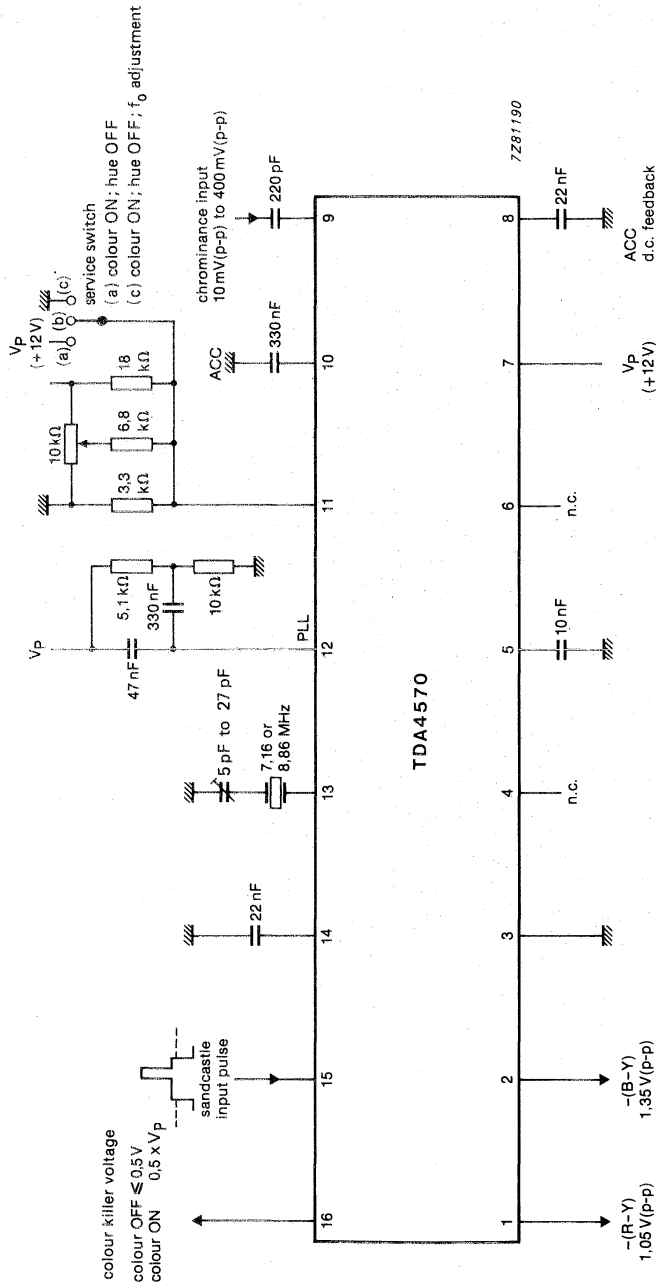 colour killer voltage
colour OFF ⩽ 0,5 V
colour ON 0,5 x Vp
sandcastle
input pulse
22 nF
5 pF to 27 pF
7,16 or
8,86 MHz
Vp
47 nF
5,1 kΩ
330 nF
10 kΩ
PLL
10 kΩ
3,3
kΩ
6,8
kΩ
18
kΩ
Vp
(+12 V)
(a)
(b)
(c)
service switch
(a) colour ON; hue OFF
(c) colour ON; hue OFF; fo adjustment
ACC
330 nF
chrominance input
10 mV(p-p) to 400 mV(p-p)
220 pF
16
15
14
13
12
11
10
9
TDA4570
1
2
3
4
5
6
7
8
-(R-Y)
1,05 V(p-p)
-(B-Y)
1,35 V(p-p)
n.c.
10 nF
n.c.
Vp
(+12 V)
22 nF
ACC
d.c. feedback
7Z81190